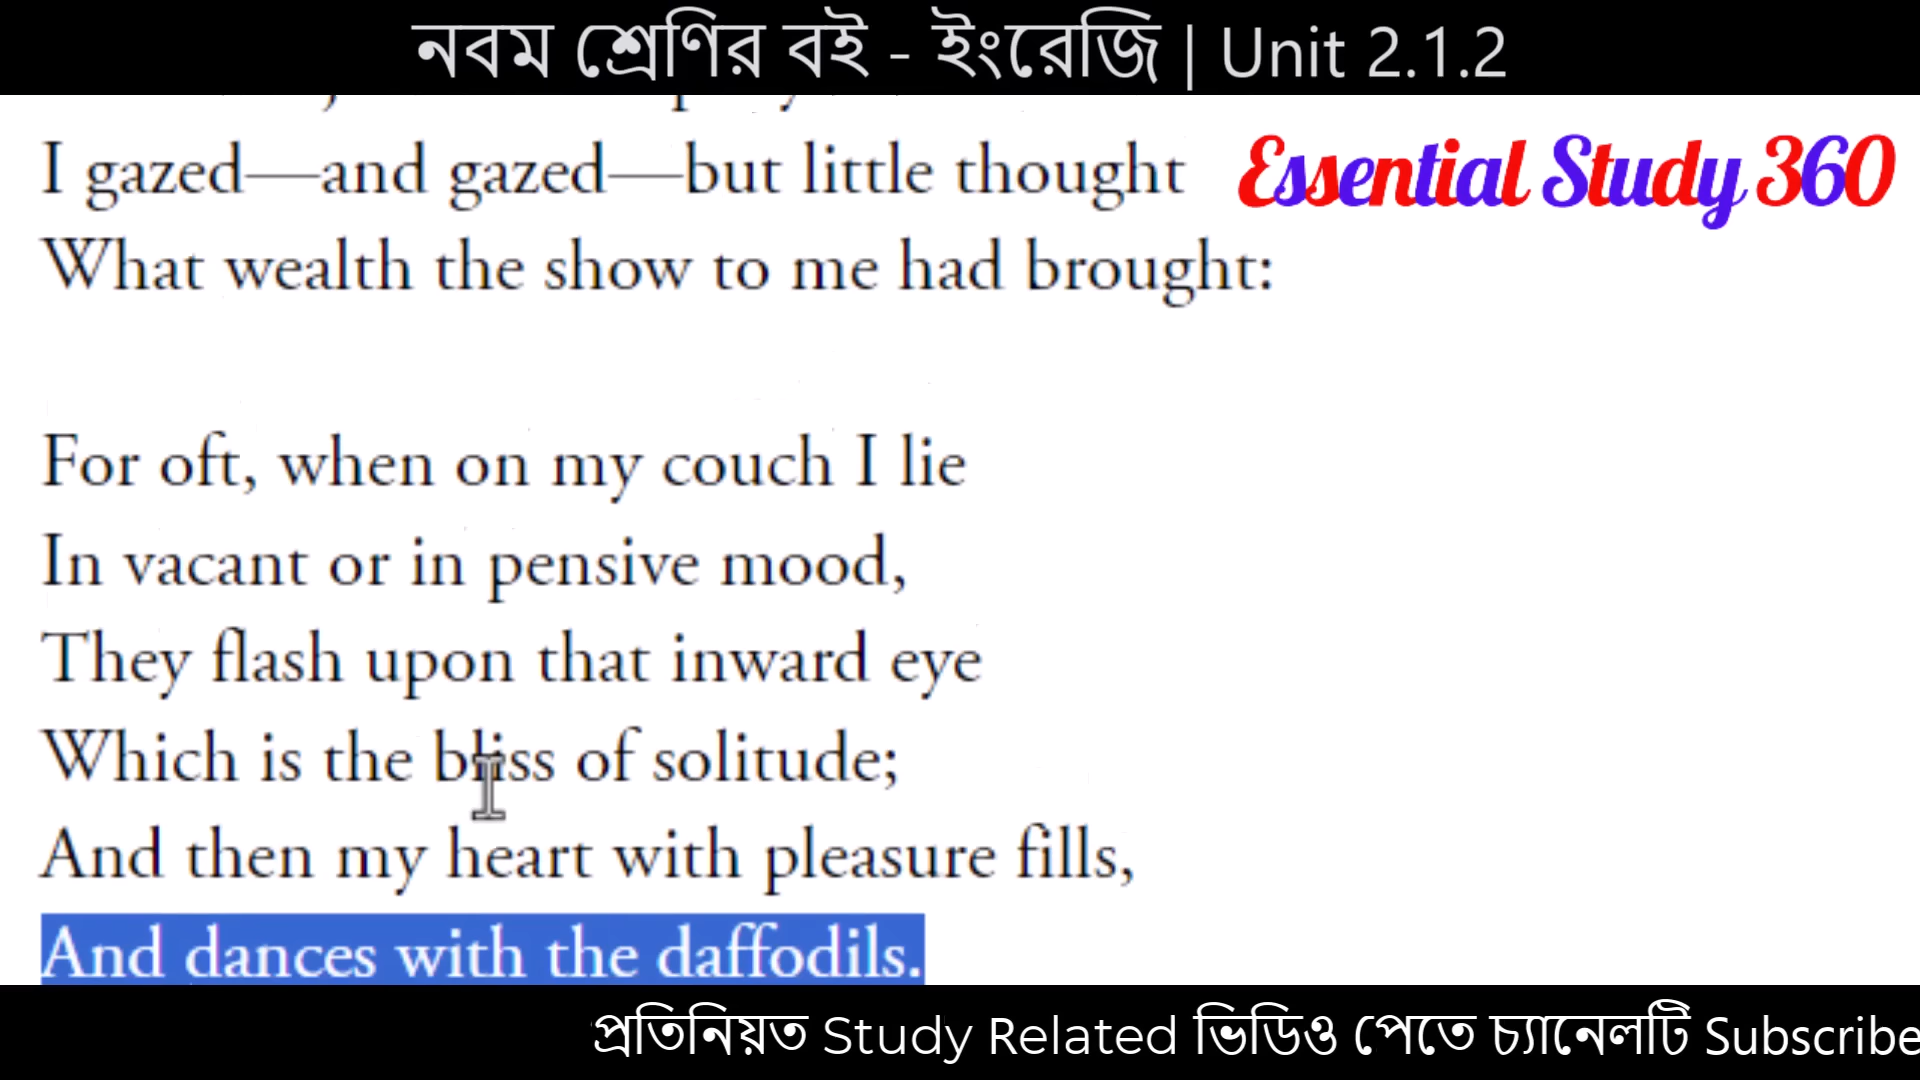 নবম শ্রেণির বই - ইংরেজি | Unit 2.1.2
I gazed—and gazed—but little thought
Essential Study 360
What wealth the show to me had brought:
For oft, when on my couch I lie
In vacant or in pensive mood,
They flash upon that inward eye
Which is the bliss of solitude;
And then my heart with pleasure fills,
And dances with the daffodils.
প্রতিনিয়ত Study Related ভিডিও পেতে চ্যানেলটি Subscribe